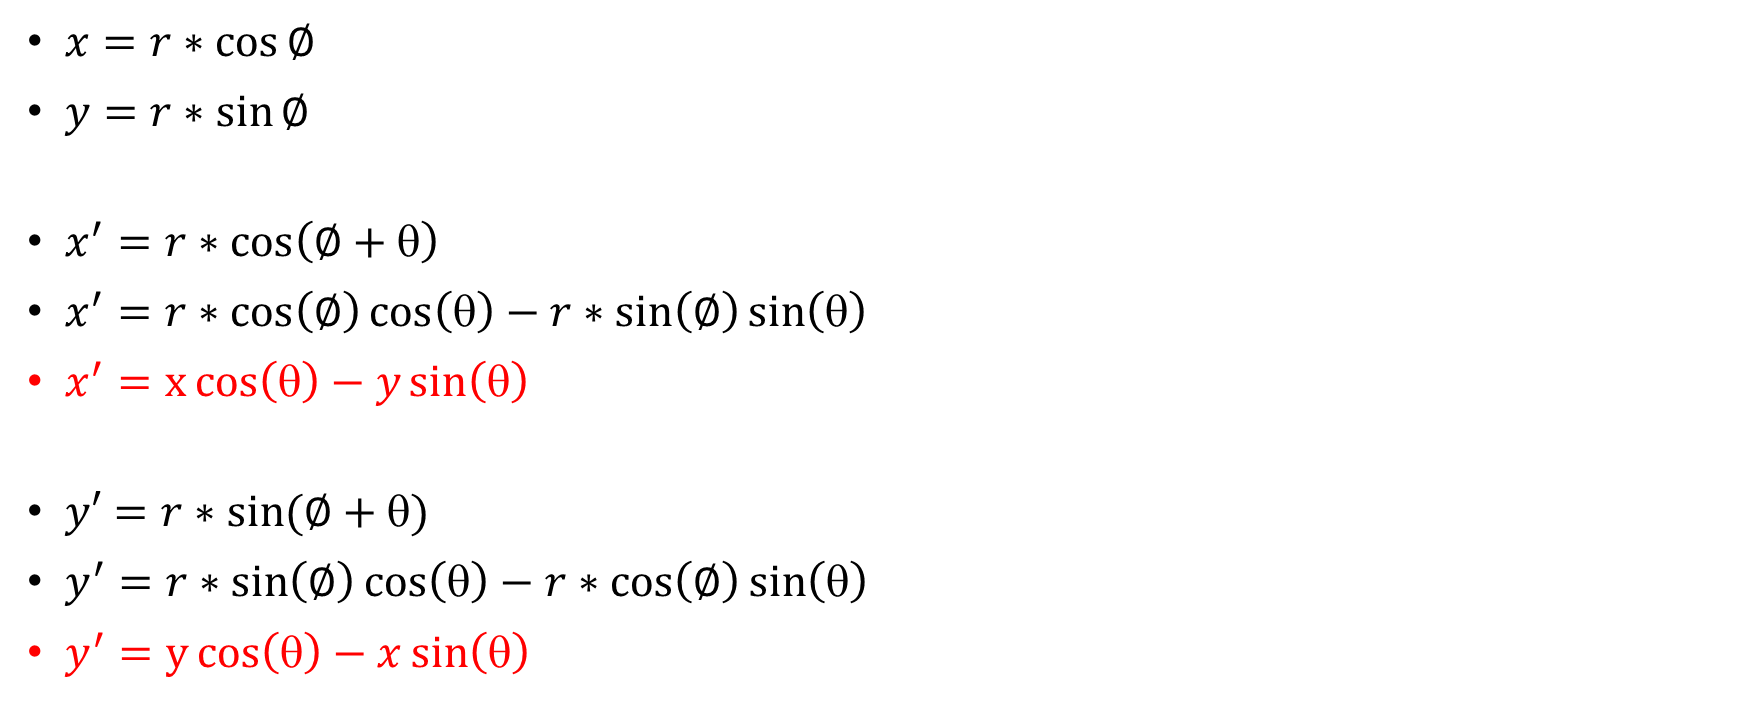 • x = r ∗ cos ∅
• y = r ∗ sin ∅
• x′ = r ∗ cos(∅ + θ)
• x′ = r ∗ cos(∅) cos(θ) − r ∗ sin(∅) sin(θ)
• x′ = x cos(θ) − y sin(θ)
• y′ = r ∗ sin(∅ + θ)
• y′ = r ∗ sin(∅) cos(θ) − r ∗ cos(∅) sin(θ)
• y′ = y cos(θ) − x sin(θ)